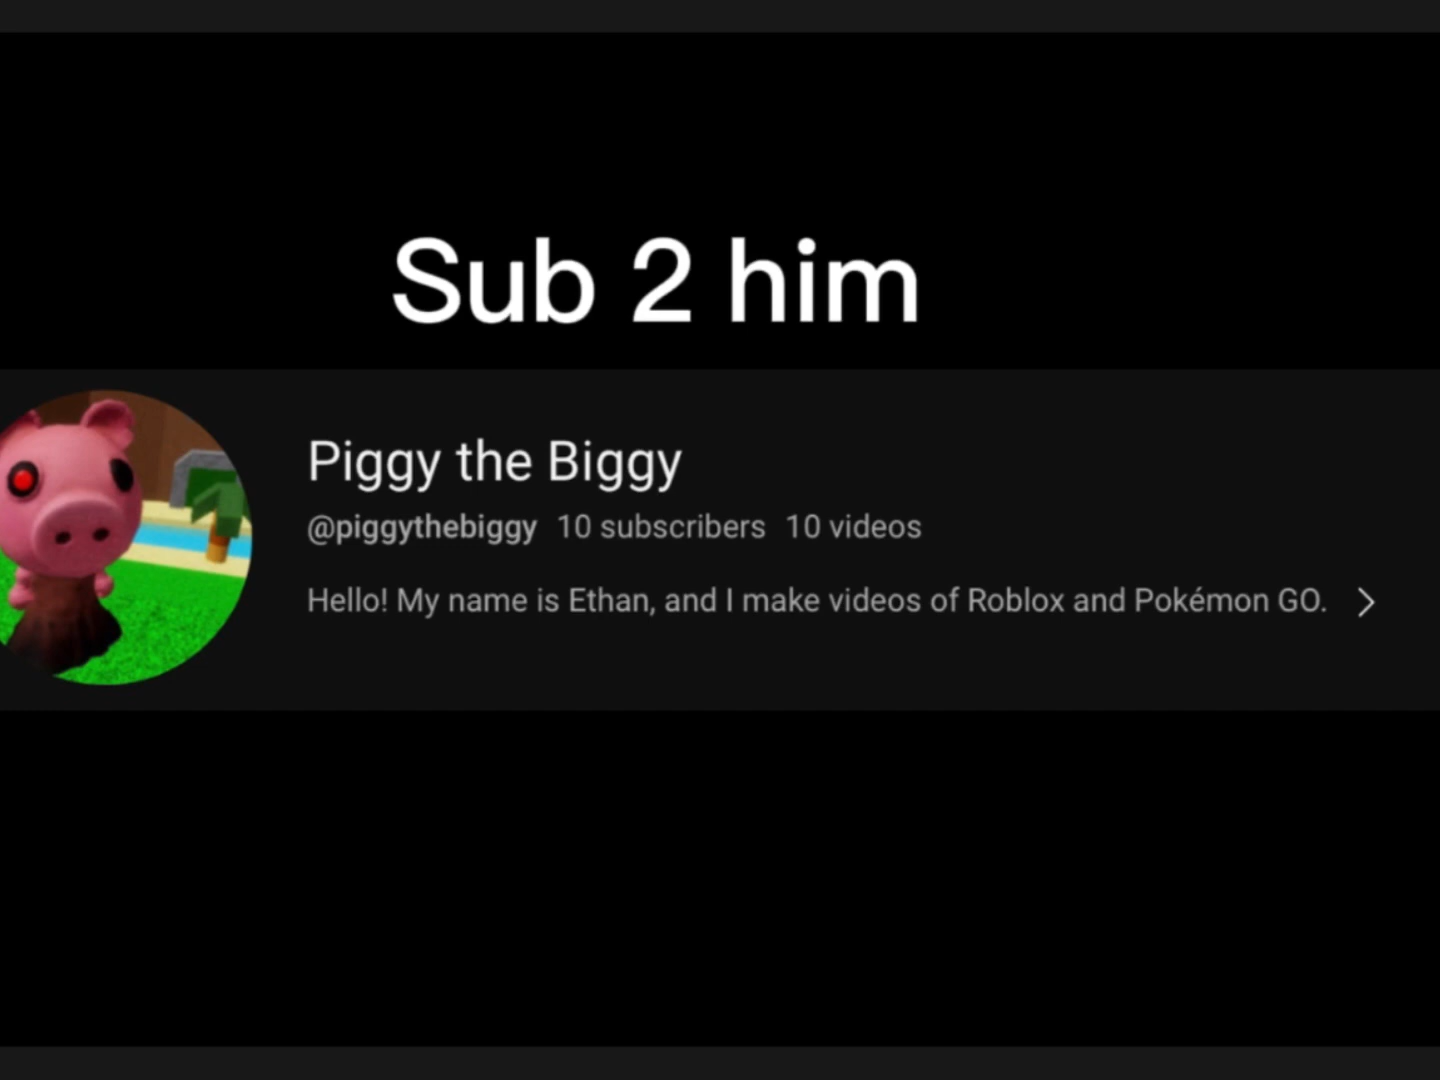 Sub 2 him
Piggy the Biggy
@piggythebiggy 10 subscribers 10 videos
Hello! My name is Ethan, and I make videos of Roblox and Pokémon GO.